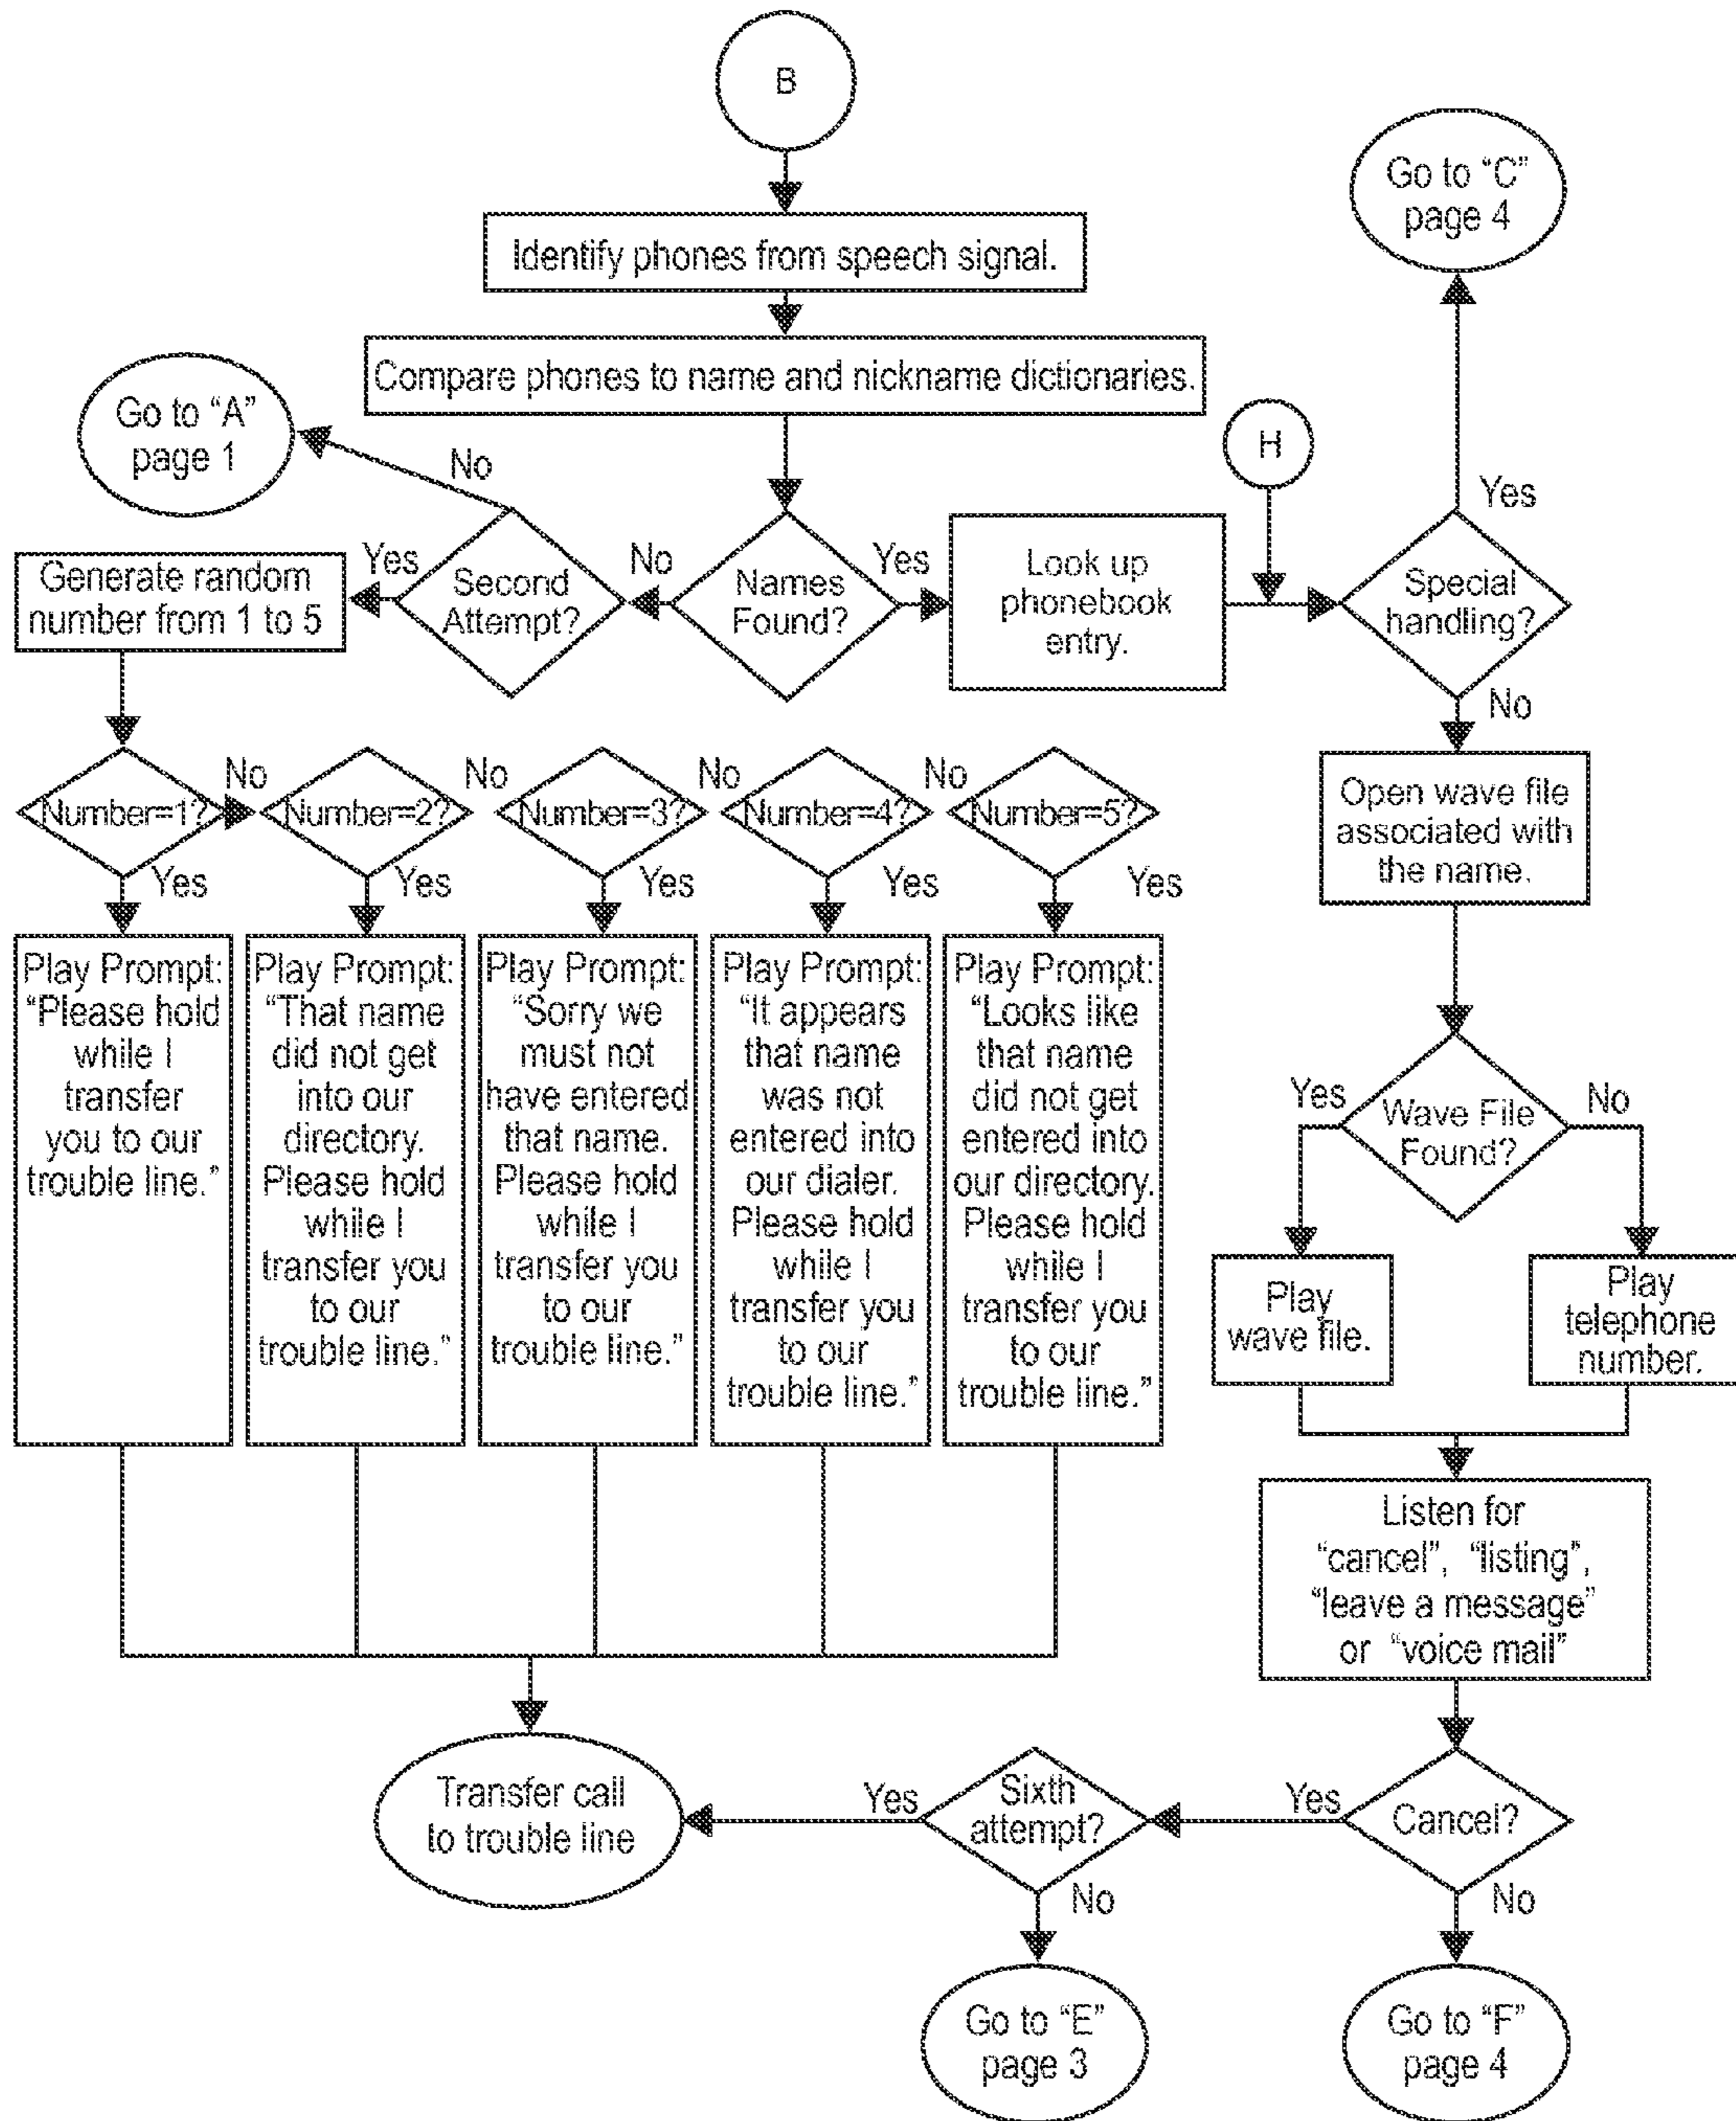 B
Go to “C”
page 4
Identify phones from speech signal.
Compare phones to name and nickname dictionaries.
Go to “A”
page 1
No
H
Yes
Generate random
number from 1 to 5
Yes
Second
Attempt?
No
Names
Found?
Yes
Look up
phonebook
entry.
Special
handling?
No
Number=1?
No
Number=2?
No
Number=3?
No
Number=4?
No
Number=5?
Yes
Yes
Yes
Yes
Yes
Open wave file
associated with
the name.
Play Prompt:
“Please hold
while I
transfer
you to our
trouble line.”
Play Prompt:
“That name
did not get
into our
directory.
Please hold
while I
transfer you
to our
trouble line.”
Play Prompt:
“Sorry we
must not
have entered
that name.
Please hold
while I
transfer you
to our
trouble line.”
Play Prompt:
“It appears
that name
was not
entered into
our dialer.
Please hold
while I
transfer you
to our
trouble line.”
Play Prompt:
“Looks like
that name
did not get
entered into
our directory.
Please hold
while I
transfer you
to our
trouble line.”
Yes
Wave File
Found?
No
Play
wave file.
Play
telephone
number.
Listen for
“cancel”, “listing”,
“leave a message”
or “voice mail”
Transfer call
to trouble line
Yes
Sixth
attempt?
Yes
Cancel?
No
No
Go to “E”
page 3
Go to “F”
page 4